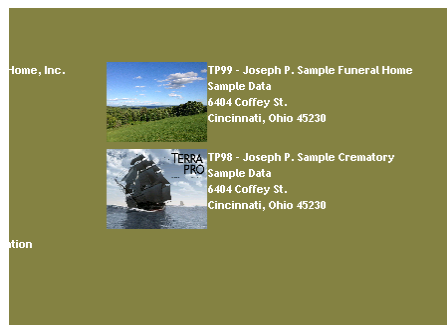 Home, Inc.
TP99 - Joseph P. Sample Funeral Home
Sample Data
6404 Coffey St.
Cincinnati, Ohio 45230
TERRA
PRO
TP98 - Joseph P. Sample Crematory
Sample Data
6404 Coffey St.
Cincinnati, Ohio 45230